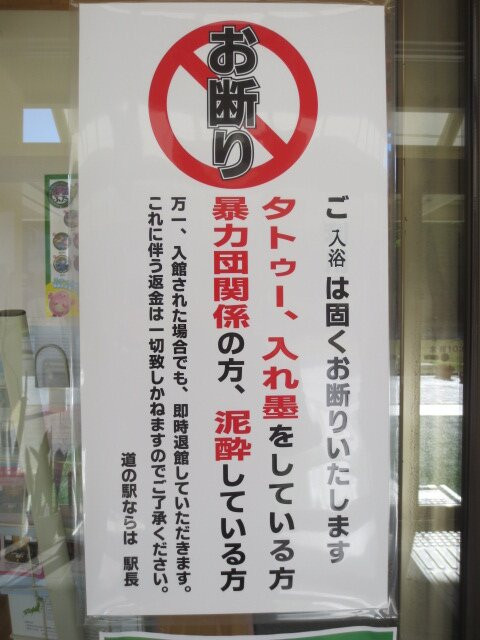 お断り
タトゥー、入れ墨をしている方
暴力団関係の方、泥酔している方
ご入浴は固くお断りいたします
万一、入館された場合でも、即時退館していただきます。
これに伴う返金は一切致しかねますのでご了承ください。
道の駅ならは 駅長